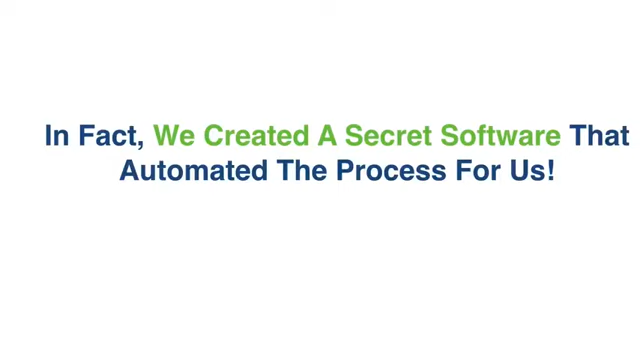 In Fact, We Created A Secret Software That
Automated The Process For Us!